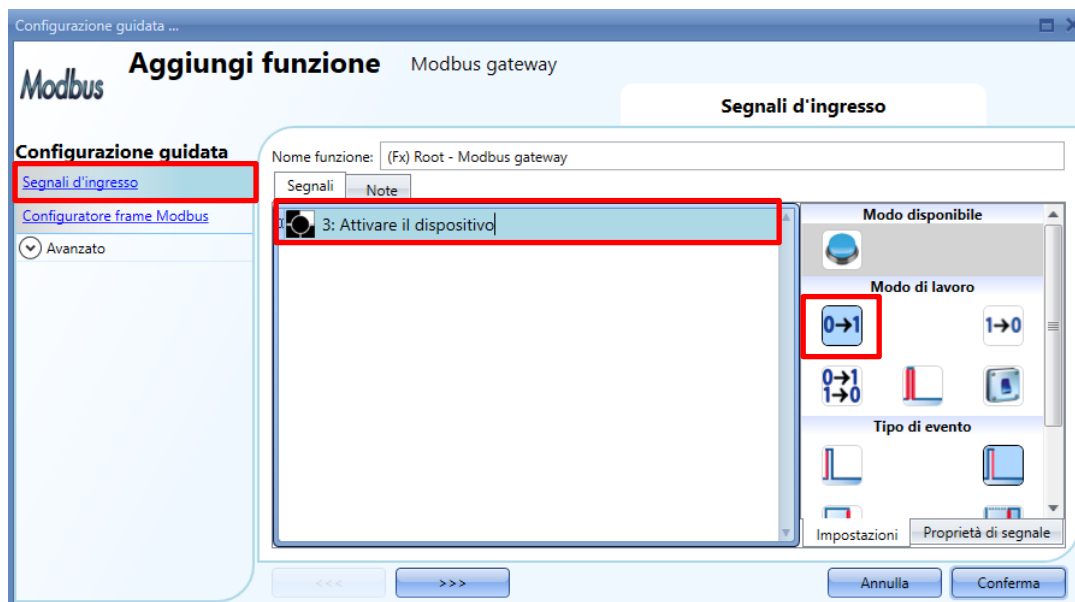 Configurazione guidata ...
Modbus
Aggiungi funzione Modbus gateway
Segnali d'ingresso
Configurazione guidata
Segnali d'ingresso
Configuratore frame Modbus
Avanzato
Nome funzione: (Fx) Root - Modbus gateway
Segnali Note
3: Attivare il dispositivo
Modo disponibile
Modo di lavoro
0→1 1→0
0→1
1→0
Tipo di evento
Impostazioni Proprietà di segnale
<<< >>> Annulla Conferma